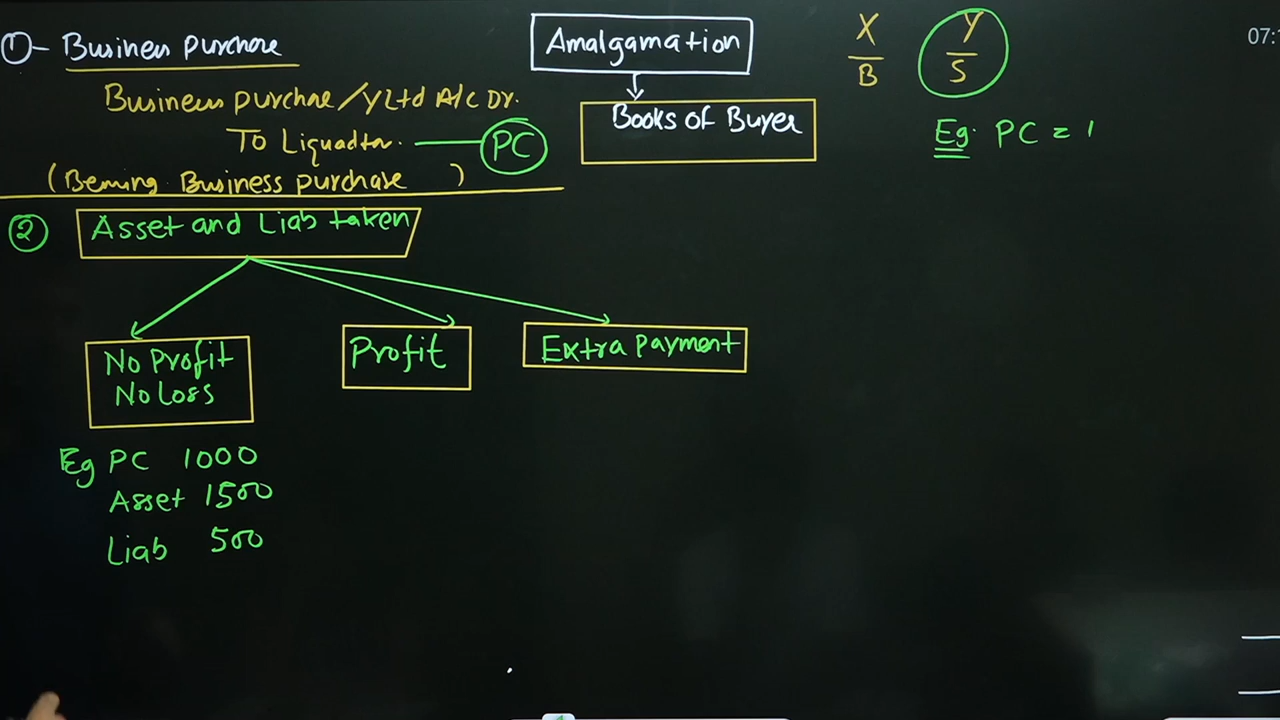 ① - Business purchase
Business purchae / Y Ltd A/c Dr.
To Liquadtor. — PC
(Beming Business purchase )
Amalgamation
Books of Buyer
X
B
Y
S
07:
Eg. PC = 1
② Asset and Liab taken
No Profit
No Loss
Profit
Extra Payment
Eg PC 1000
Asset 1500
Liab 500